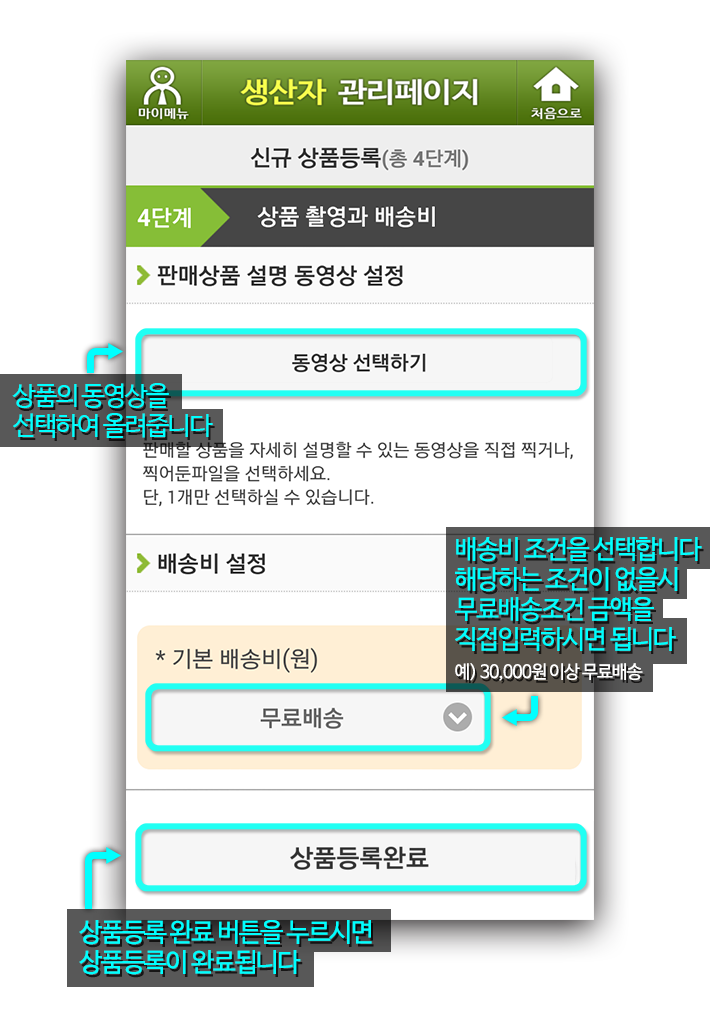 마이메뉴
생산자 관리페이지
처음으로
신규 상품등록(총 4단계)
4단계
상품 촬영과 배송비
판매상품 설명 동영상 설정
동영상 선택하기
상품의 동영상을
선택하여 올려줍니다
판매할 상품을 자세히 설명할 수 있는 동영상을 직접 찍거나,
찍어둔파일을 선택하세요.
단, 1개만 선택하실 수 있습니다.
배송비 설정
배송비 조건을 선택합니다
해당하는 조건이 없을시
무료배송조건 금액을
직접입력하시면 됩니다
예) 30,000원 이상 무료배송
* 기본 배송비(원)
무료배송
상품등록완료
상품등록 완료 버튼을 누르시면
상품등록이 완료됩니다